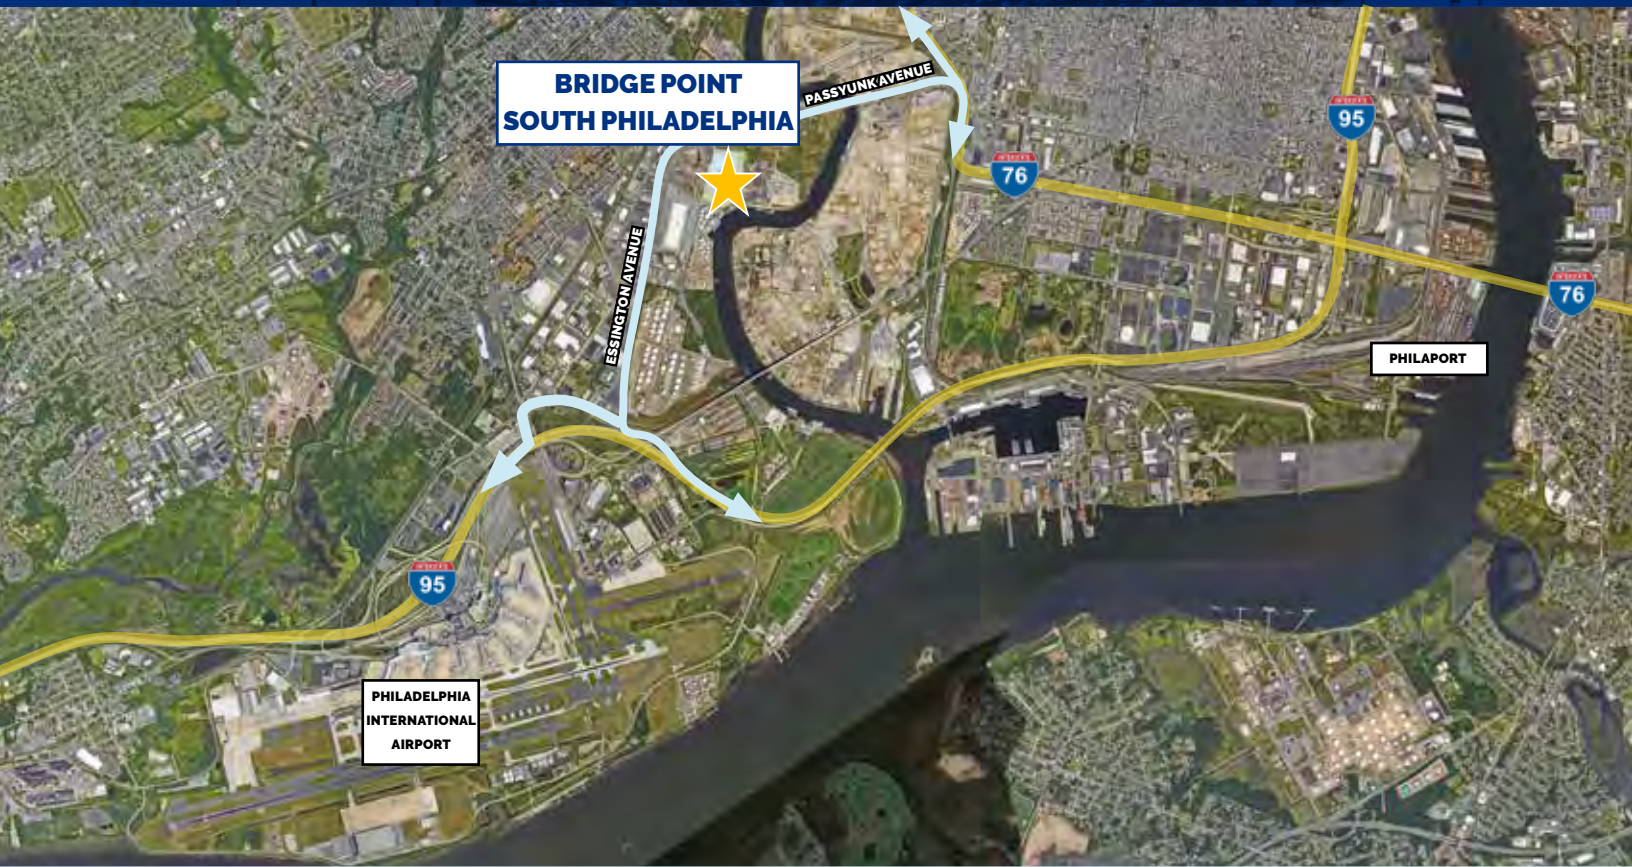 BRIDGE POINT
SOUTH PHILADELPHIA
PASSYUNK AVENUE
95
76
ESSINGTON AVENUE
76
PHILAPORT
95
PHILADELPHIA
INTERNATIONAL
AIRPORT